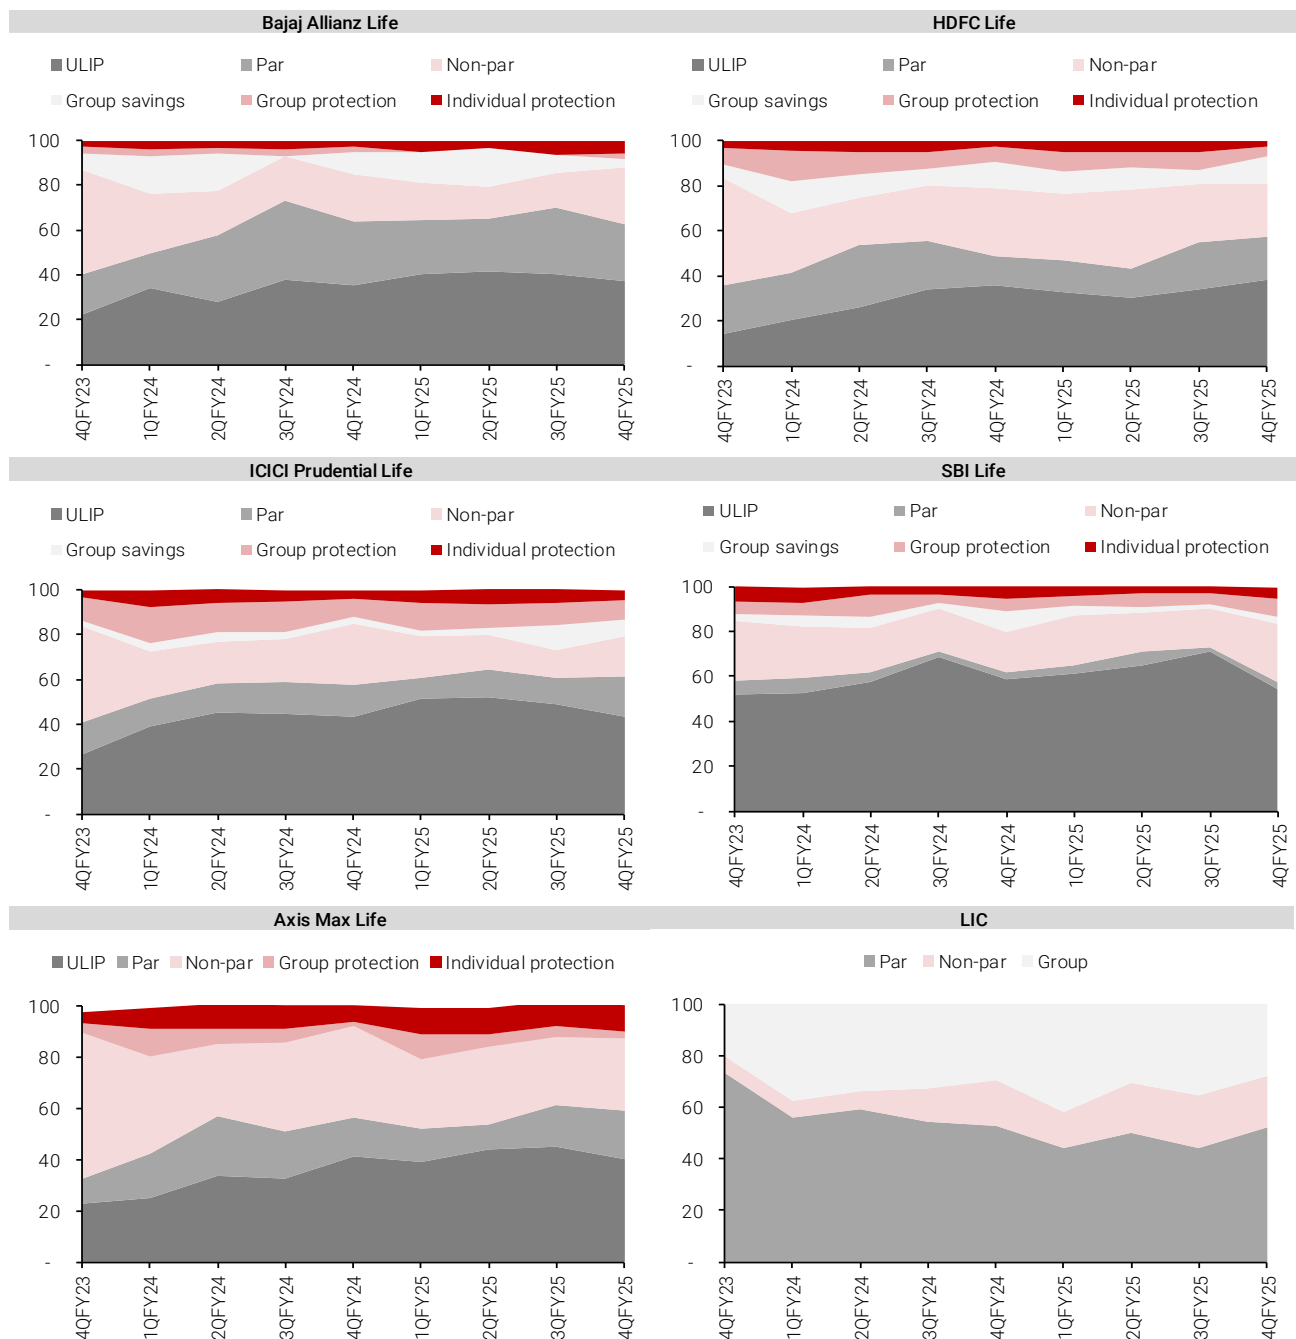 Bajaj Allianz Life
ULIP Par Non-par
Group savings Group protection Individual protection
100
80
60
40
20
-
4QFY23 1QFY24 2QFY24 3QFY24 4QFY24 1QFY25 2QFY25 3QFY25 4QFY25
HDFC Life
ULIP Par Non-par
Group savings Group protection Individual protection
100
80
60
40
20
-
4QFY23 1QFY24 2QFY24 3QFY24 4QFY24 1QFY25 2QFY25 3QFY25 4QFY25
ICICI Prudential Life
ULIP Par Non-par
Group savings Group protection Individual protection
100
80
60
40
20
-
4QFY23 1QFY24 2QFY24 3QFY24 4QFY24 1QFY25 2QFY25 3QFY25 4QFY25
SBI Life
ULIP Par Non-par
Group savings Group protection Individual protection
100
80
60
40
20
-
4QFY23 1QFY24 2QFY24 3QFY24 4QFY24 1QFY25 2QFY25 3QFY25 4QFY25
Axis Max Life
ULIP Par Non-par Group protection Individual protection
100
80
60
40
20
-
4QFY23 1QFY24 2QFY24 3QFY24 4QFY24 1QFY25 2QFY25 3QFY25 4QFY25
LIC
Par Non-par Group
100
80
60
40
20
-
4QFY23 1QFY24 2QFY24 3QFY24 4QFY24 1QFY25 2QFY25 3QFY25 4QFY25